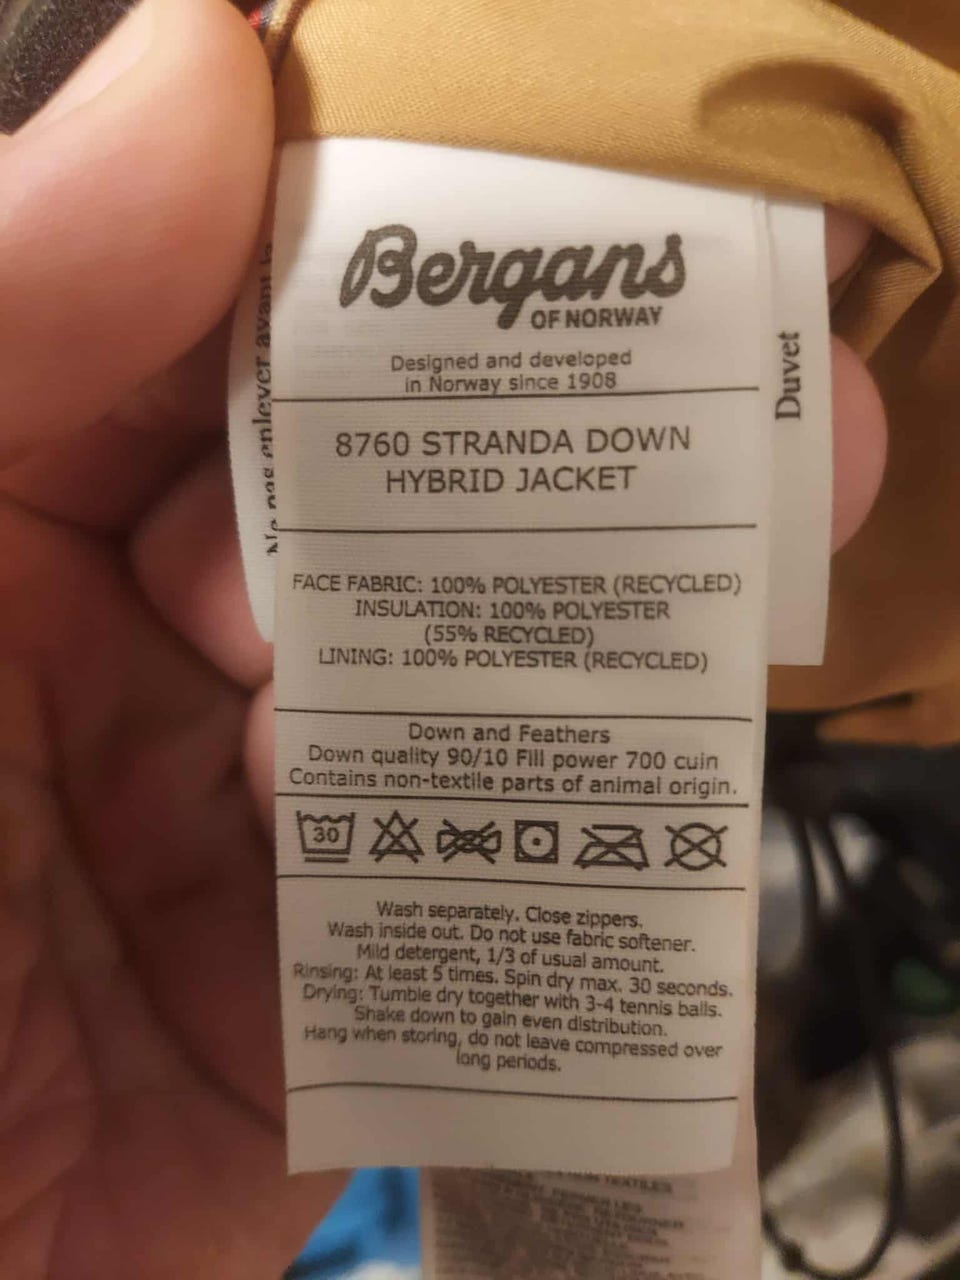 Bergans
OF NORWAY
Designed and developed
in Norway since 1908
8760 STRANDA DOWN
HYBRID JACKET
FACE FABRIC: 100% POLYESTER (RECYCLED)
INSULATION: 100% POLYESTER
(55% RECYCLED)
LINING: 100% POLYESTER (RECYCLED)
Down and Feathers
Down quality 90/10 Fill power 700 cuin
Contains non-textile parts of animal origin.
30
Wash separately. Close zippers.
Wash inside out. Do not use fabric softener.
Mild detergent, 1/3 of usual amount.
Rinsing: At least 5 times. Spin dry max. 30 seconds.
Drying: Tumble dry together with 3-4 tennis balls.
Shake down to gain even distribution.
Hang when storing, do not leave compressed over
long periods.
Ne pas enlever avant la
Duvet